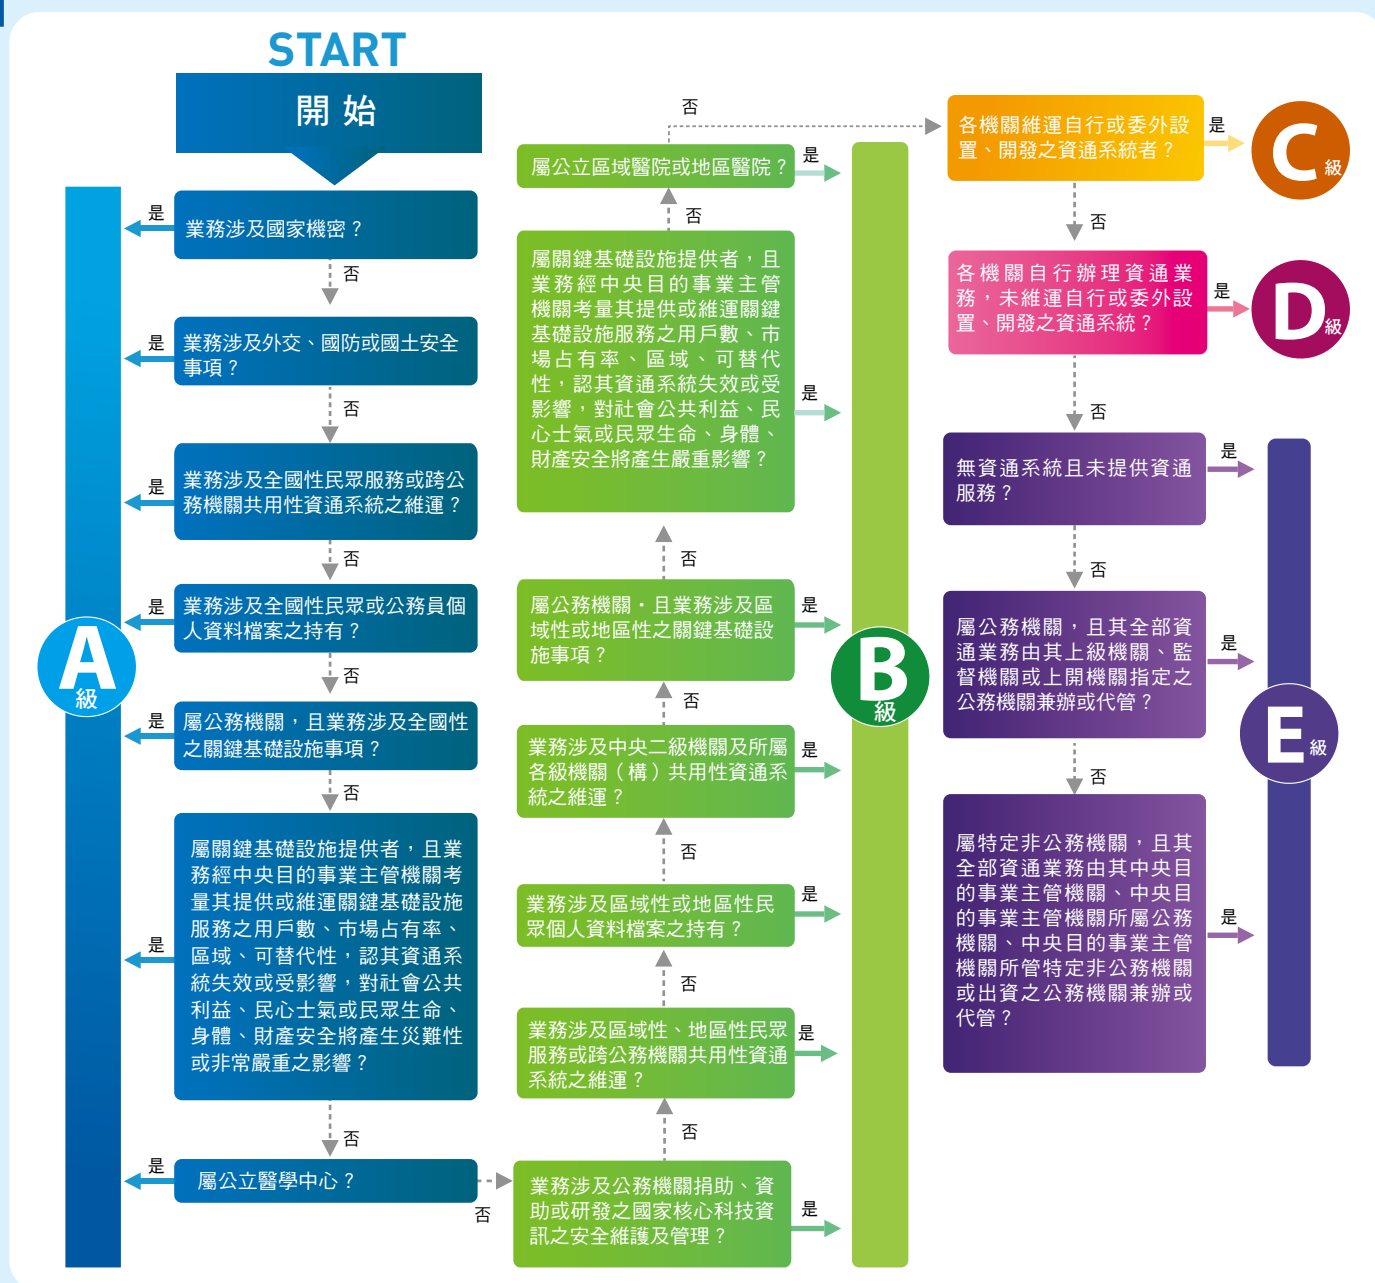 START
開始
是
業務涉及國家機密？
否
是
業務涉及外交、國防或國土安全
事項？
否
是
業務涉及全國性民眾服務或跨公
務機關共用性資通系統之維運？
否
是
業務涉及全國性民眾或公務員個
人資料檔案之持有？
否
A
級
是
屬公務機關，且業務涉及全國性
之關鍵基礎設施事項？
否
是
屬關鍵基礎設施提供者，且業
務經中央目的事業主管機關考
量其提供或維運關鍵基礎設施
服務之用戶數、市場占有率、
區域、可替代性，認其資通系
統失效或受影響，對社會公共
利益、民心士氣或民眾生命、
身體、財產安全將產生災難性
或非常嚴重之影響？
否
是
屬公立醫學中心？
否
業務涉及公務機關捐助、資
助或研發之國家核心科技資
訊之安全維護及管理？
是
否
業務涉及區域性、地區性民眾
服務或跨公務機關共用性資通
系統之維運？
是
否
業務涉及區域性或地區性民
眾個人資料檔案之持有？
是
否
業務涉及中央二級機關及所屬
各級機關（構）共用性資通系
統之維運？
是
否
屬公務機關・且業務涉及區
域性或地區性之關鍵基礎設
施事項？
是
否
屬關鍵基礎設施提供者，且
業務經中央目的事業主管
機關考量其提供或維運關鍵
基礎設施服務之用戶數、市
場占有率、區域、可替代
性，認其資通系統失效或受
影響，對社會公共利益、民
心士氣或民眾生命、身體、
財產安全將產生嚴重影響？
是
否
屬公立區域醫院或地區醫院？
是
B
級
否
各機關維運自行或委外設
置、開發之資通系統者？
是
C
級
否
各機關自行辦理資通業
務，未維運自行或委外設
置、開發之資通系統？
是
D
級
否
無資通系統且未提供資通
服務？
是
否
屬公務機關，且其全部資
通業務由其上級機關、監
督機關或上開機關指定之
公務機關兼辦或代管？
是
E
級
否
屬特定非公務機關，且其
全部資通業務由其中央目
的事業主管機關、中央目
的事業主管機關所屬公務
機關、中央目的事業主管
機關所管特定非公務機關
或出資之公務機關兼辦或
代管？
是